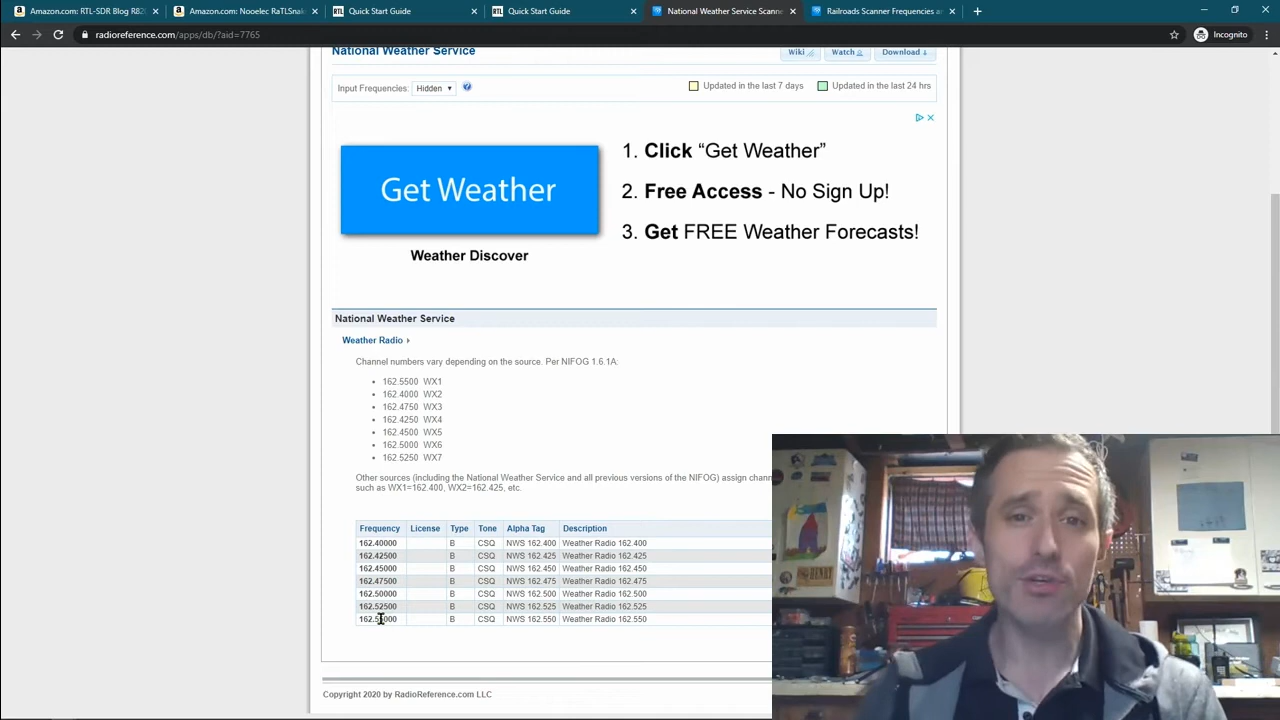 Amazon.com: RTL-SDR Blog R820
Amazon.com: Nooelec RaTLSnak
RTL Quick Start Guide
RTL Quick Start Guide
National Weather Service Scanne
Railroads Scanner Frequencies an
radioreference.com/apps/db/?aid=7765
Incognito
National Weather Service
Wiki
Watch
Download
Input Frequencies: Hidden
Updated in the last 7 days
Updated in the last 24 hrs
Get Weather
Weather Discover
1. Click “Get Weather”
2. Free Access - No Sign Up!
3. Get FREE Weather Forecasts!
National Weather Service
Weather Radio
Channel numbers vary depending on the source. Per NIFOG 1.6.1A:
• 162.5500 WX1
• 162.4000 WX2
• 162.4750 WX3
• 162.4250 WX4
• 162.4500 WX5
• 162.5000 WX6
• 162.5250 WX7
Other sources (including the National Weather Service and all previous versions of the NIFOG) assign chann
such as WX1=162.400, WX2=162.425, etc.
Frequency License Type Tone Alpha Tag Description
162.40000 B CSQ NWS 162.400 Weather Radio 162.400
162.42500 B CSQ NWS 162.425 Weather Radio 162.425
162.45000 B CSQ NWS 162.450 Weather Radio 162.450
162.47500 B CSQ NWS 162.475 Weather Radio 162.475
162.50000 B CSQ NWS 162.500 Weather Radio 162.500
162.52500 B CSQ NWS 162.525 Weather Radio 162.525
162.55000 B CSQ NWS 162.550 Weather Radio 162.550
HENRY
Copyright 2020 by RadioReference.com LLC